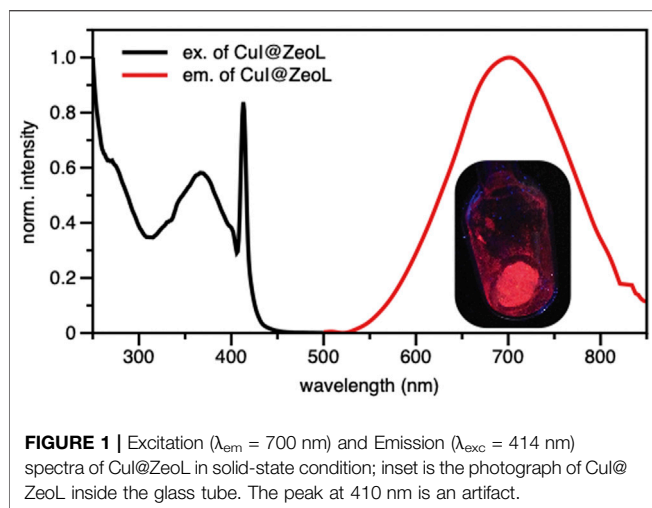 ex. of CuI@ZeoL
em. of CuI@ZeoL
1.0
0.8
0.6
0.4
0.2
0
norm. intensity
300 400 500 600 700 800
wavelength (nm)
FIGURE 1 | Excitation (λem = 700 nm) and Emission (λexc = 414 nm)
spectra of CuI@ZeoL in solid-state condition; inset is the photograph of CuI@
ZeoL inside the glass tube. The peak at 410 nm is an artifact.